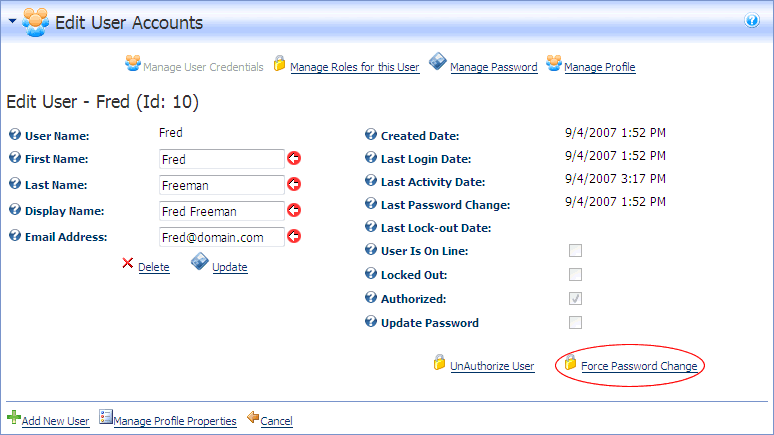 Edit User Accounts
Manage User Credentials Manage Roles for this User Manage Password Manage Profile
Edit User - Fred (Id: 10)
User Name: Fred
First Name: Fred
Last Name: Freeman
Display Name: Fred Freeman
Email Address: Fred@domain.com
Delete Update
Created Date: 9/4/2007 1:52 PM
Last Login Date: 9/4/2007 1:52 PM
Last Activity Date: 9/4/2007 3:17 PM
Last Password Change: 9/4/2007 1:52 PM
Last Lock-out Date:
User Is On Line:
Locked Out:
Authorized:
Update Password
UnAuthorize User Force Password Change
Add New User Manage Profile Properties Cancel